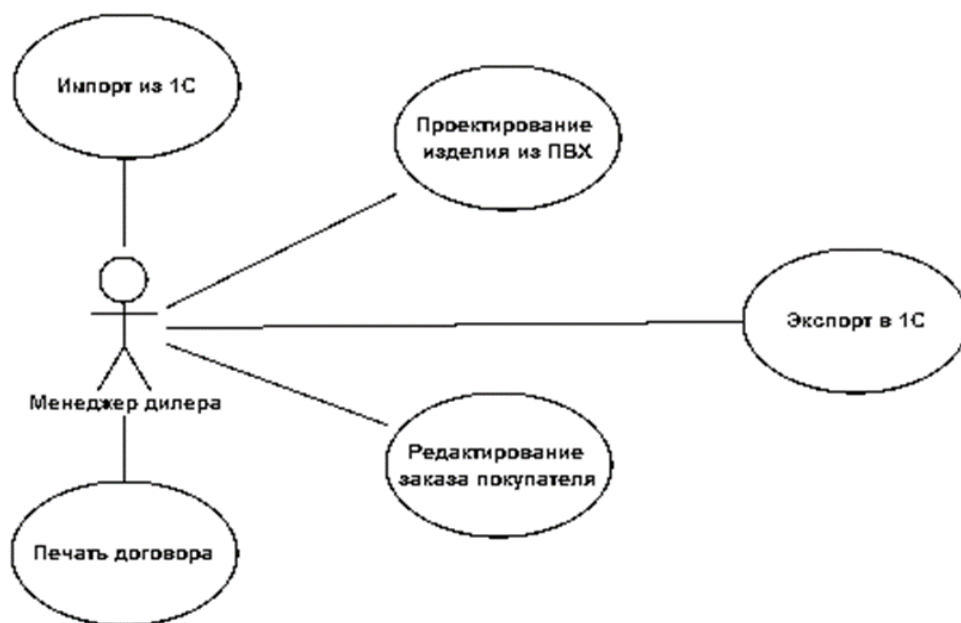 Импорт из 1С
Проектирование
изделия из ПВХ
Экспорт в 1С
Менеджер дилера
Редактирование
заказа покупателя
Печать договора